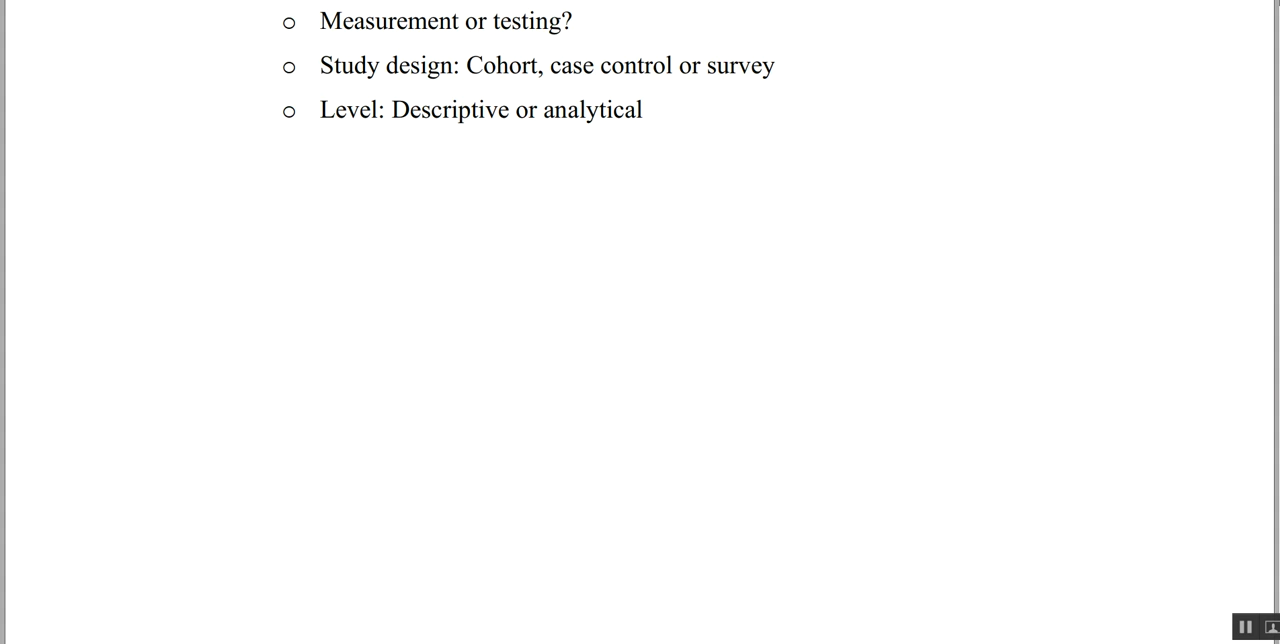 o Measurement or testing?
o Study design: Cohort, case control or survey
o Level: Descriptive or analytical